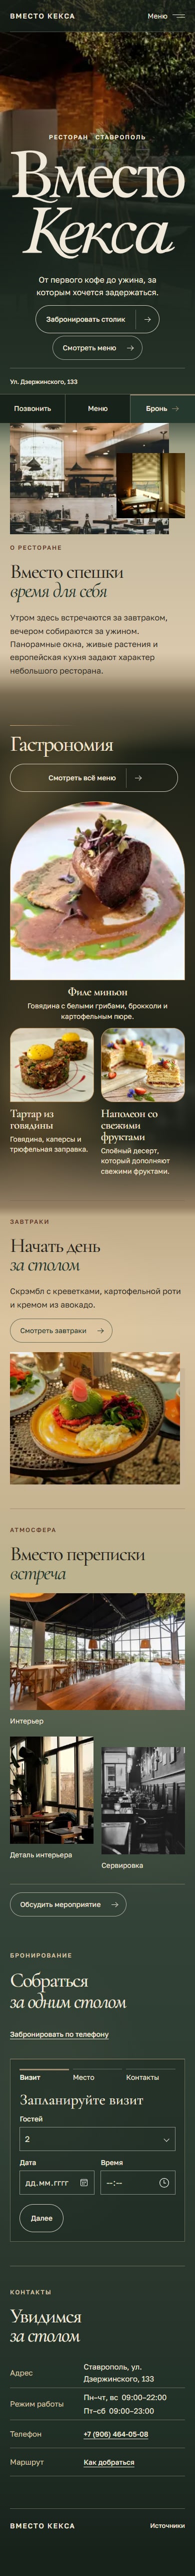 ВМЕСТО КЕКСА
Меню
РЕСТОРАН СТАВРОПОЛЬ
Вместо
Кекса
От первого кофе до ужина, за
которым хочется задержаться.
Забронировать столик →
Смотреть меню →
Ул. Дзержинского, 133
Позвонить
Меню
Бронь →
О РЕСТОРАНЕ
Вместо спешки
время для себя
Утром здесь встречаются за завтраком,
вечером собираются за ужином.
Панорамные окна, живые растения и
европейская кухня задают характер
небольшого ресторана.
Гастрономия
Смотреть всё меню →
Филе миньон
Говядина с белыми грибами, брокколи и
картофельным пюре.
Тартар из
говядины
Говядина, каперсы и
трюфельная заправка.
Наполеон со
свежими
фруктами
Слоёный десерт,
который дополняют
свежими фруктами.
ЗАВТРАКИ
Начать день
за столом
Скрэмбл с креветками, картофельной роти
и кремом из авокадо.
Смотреть завтраки →
АТМОСФЕРА
Вместо переписки
встреча
Интерьер
Деталь интерьера
Сервировка
Обсудить мероприятие →
БРОНИРОВАНИЕ
Собраться
за одним столом
Забронировать по телефону
Визит
Место
Контакты
Запланируйте визит
Гостей
2
Дата
Время
дд.мм.гггг
--:--
Далее
КОНТАКТЫ
Увидимся
за столом
Адрес
Ставрополь, ул.
Дзержинского, 133
Режим работы
Пн–чт, вс 09:00–22:00
Пт–сб 09:00–23:00
Телефон
+7 (906) 464-05-08
Маршрут
Как добраться
ВМЕСТО КЕКСА
Источники